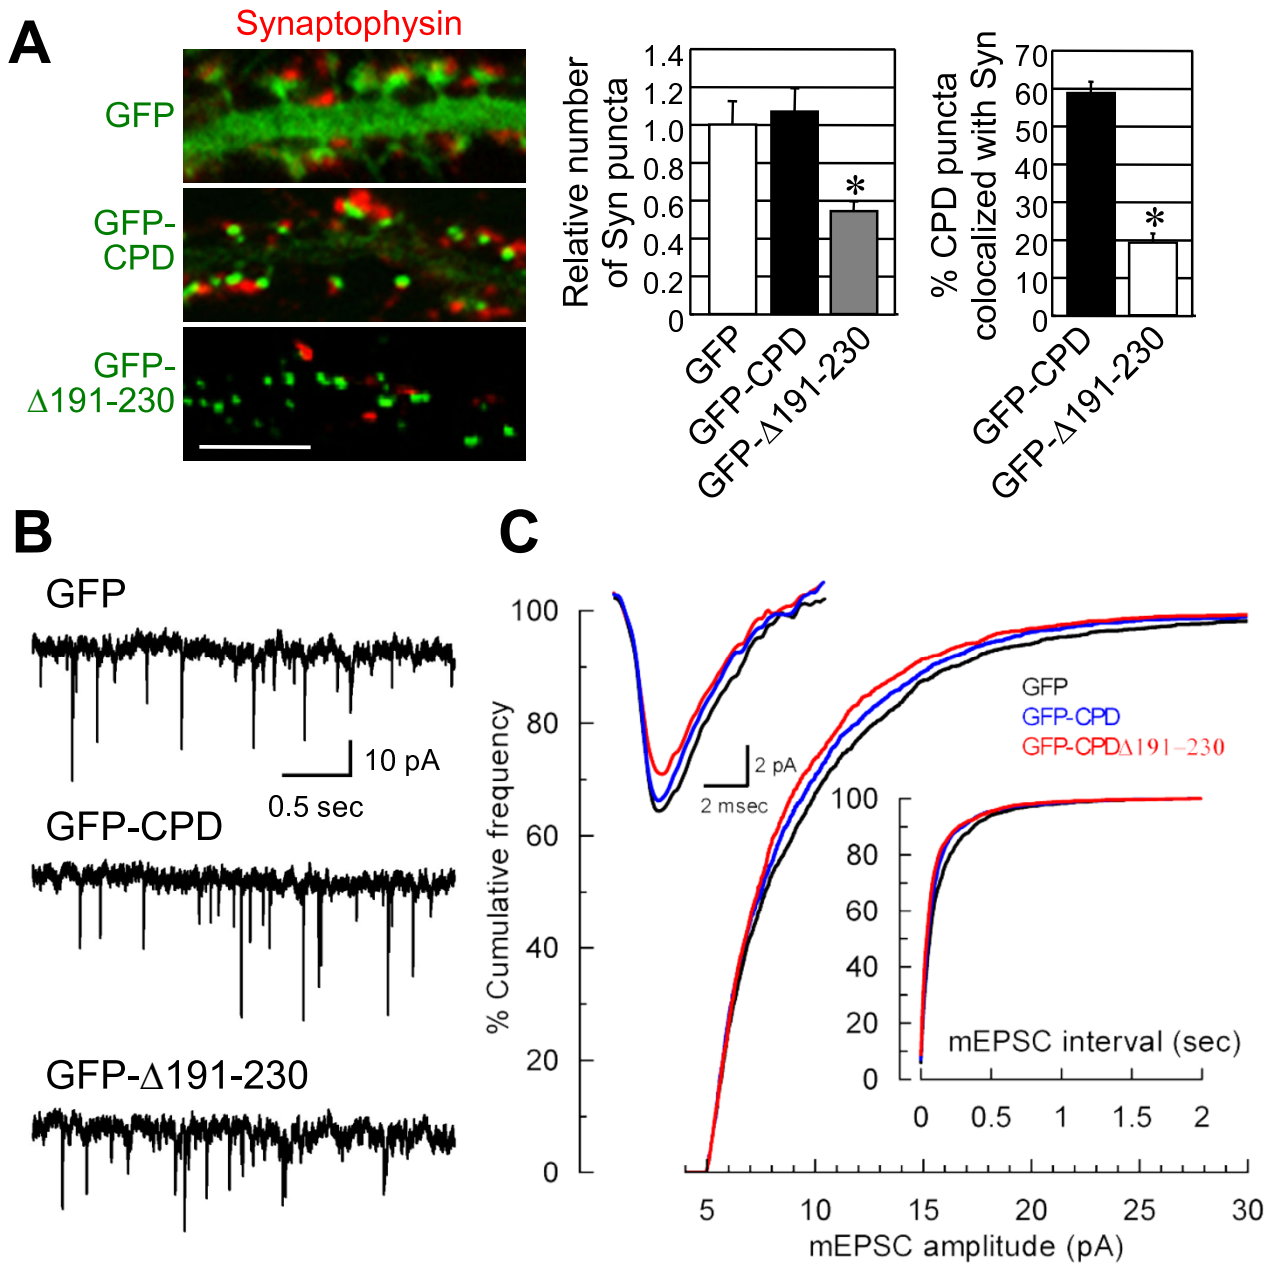 A
Synaptophysin
GFP
GFP-
CPD
GFP-
Δ191-230
Relative number
of Syn puncta
1.4
1.2
1.0
0.8
0.6
0.4
0.2
0
*
GFP
GFP-CPD
GFP-Δ191-230
% CPD puncta
colocalized with Syn
70
60
50
40
30
20
10
0
*
GFP-CPD
GFP-Δ191-230
B
GFP
10 pA
0.5 sec
GFP-CPD
GFP-Δ191-230
C
% Cumulative frequency
100
80
60
40
20
0
2 pA
2 msec
GFP
GFP-CPD
GFP-CPDΔ191–230
100
80
60
40
20
0
mEPSC interval (sec)
0 0.5 1 1.5 2
5 10 15 20 25 30
mEPSC amplitude (pA)